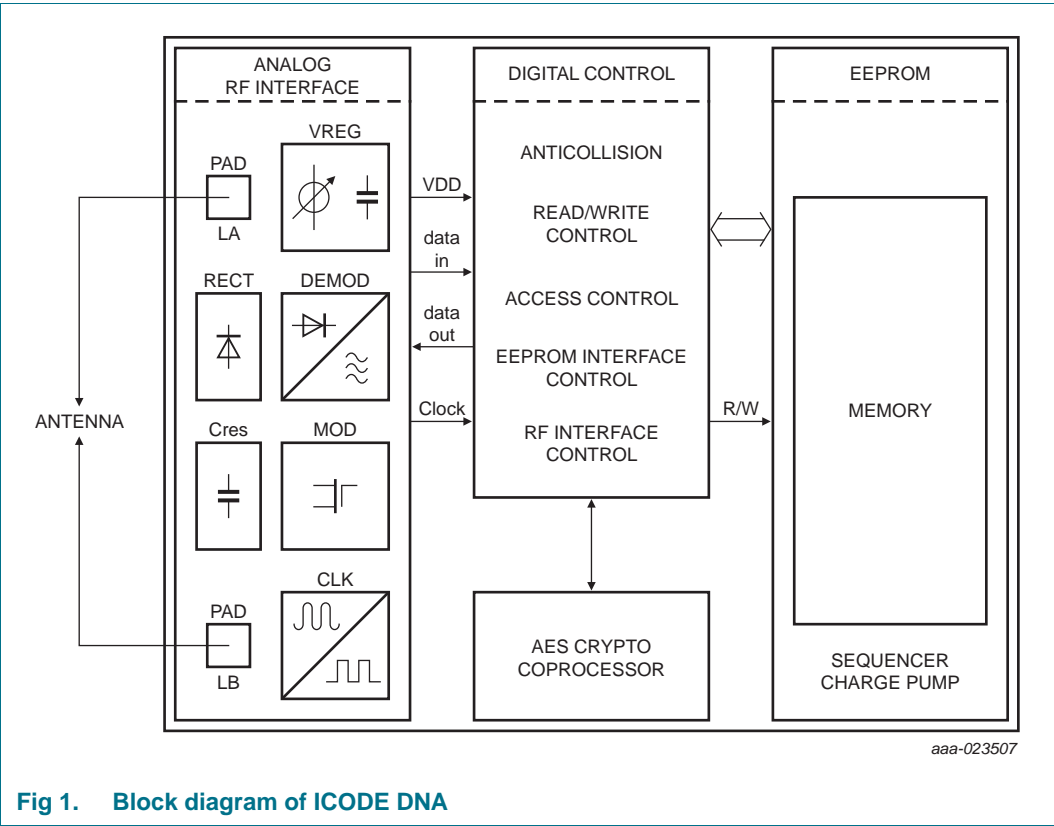 ANALOG
RF INTERFACE
VREG
PAD
LA
RECT
DEMOD
ANTENNA
Cres
MOD
CLK
PAD
LB
VDD
data
in
data
out
Clock
DIGITAL CONTROL
ANTICOLLISION
READ/WRITE
CONTROL
ACCESS CONTROL
EEPROM INTERFACE
CONTROL
RF INTERFACE
CONTROL
AES CRYPTO
COPROCESSOR
R/W
EEPROM
MEMORY
SEQUENCER
CHARGE PUMP
aaa-023507
Fig 1. Block diagram of ICODE DNA